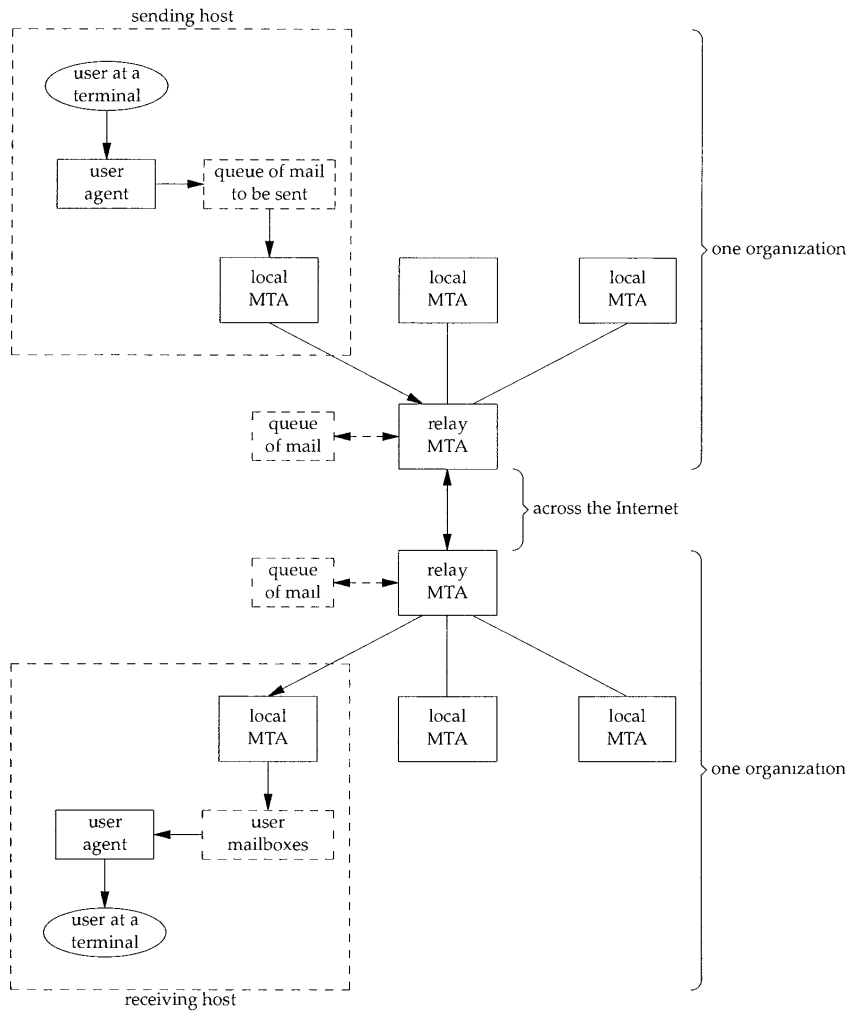 sending host
user at a
terminal
user
agent
queue of mail
to be sent
local
MTA
local
MTA
local
MTA
one organization
queue
of mail
relay
MTA
across the Internet
queue
of mail
relay
MTA
local
MTA
local
MTA
local
MTA
one organization
user
agent
user
mailboxes
user at a
terminal
receiving host